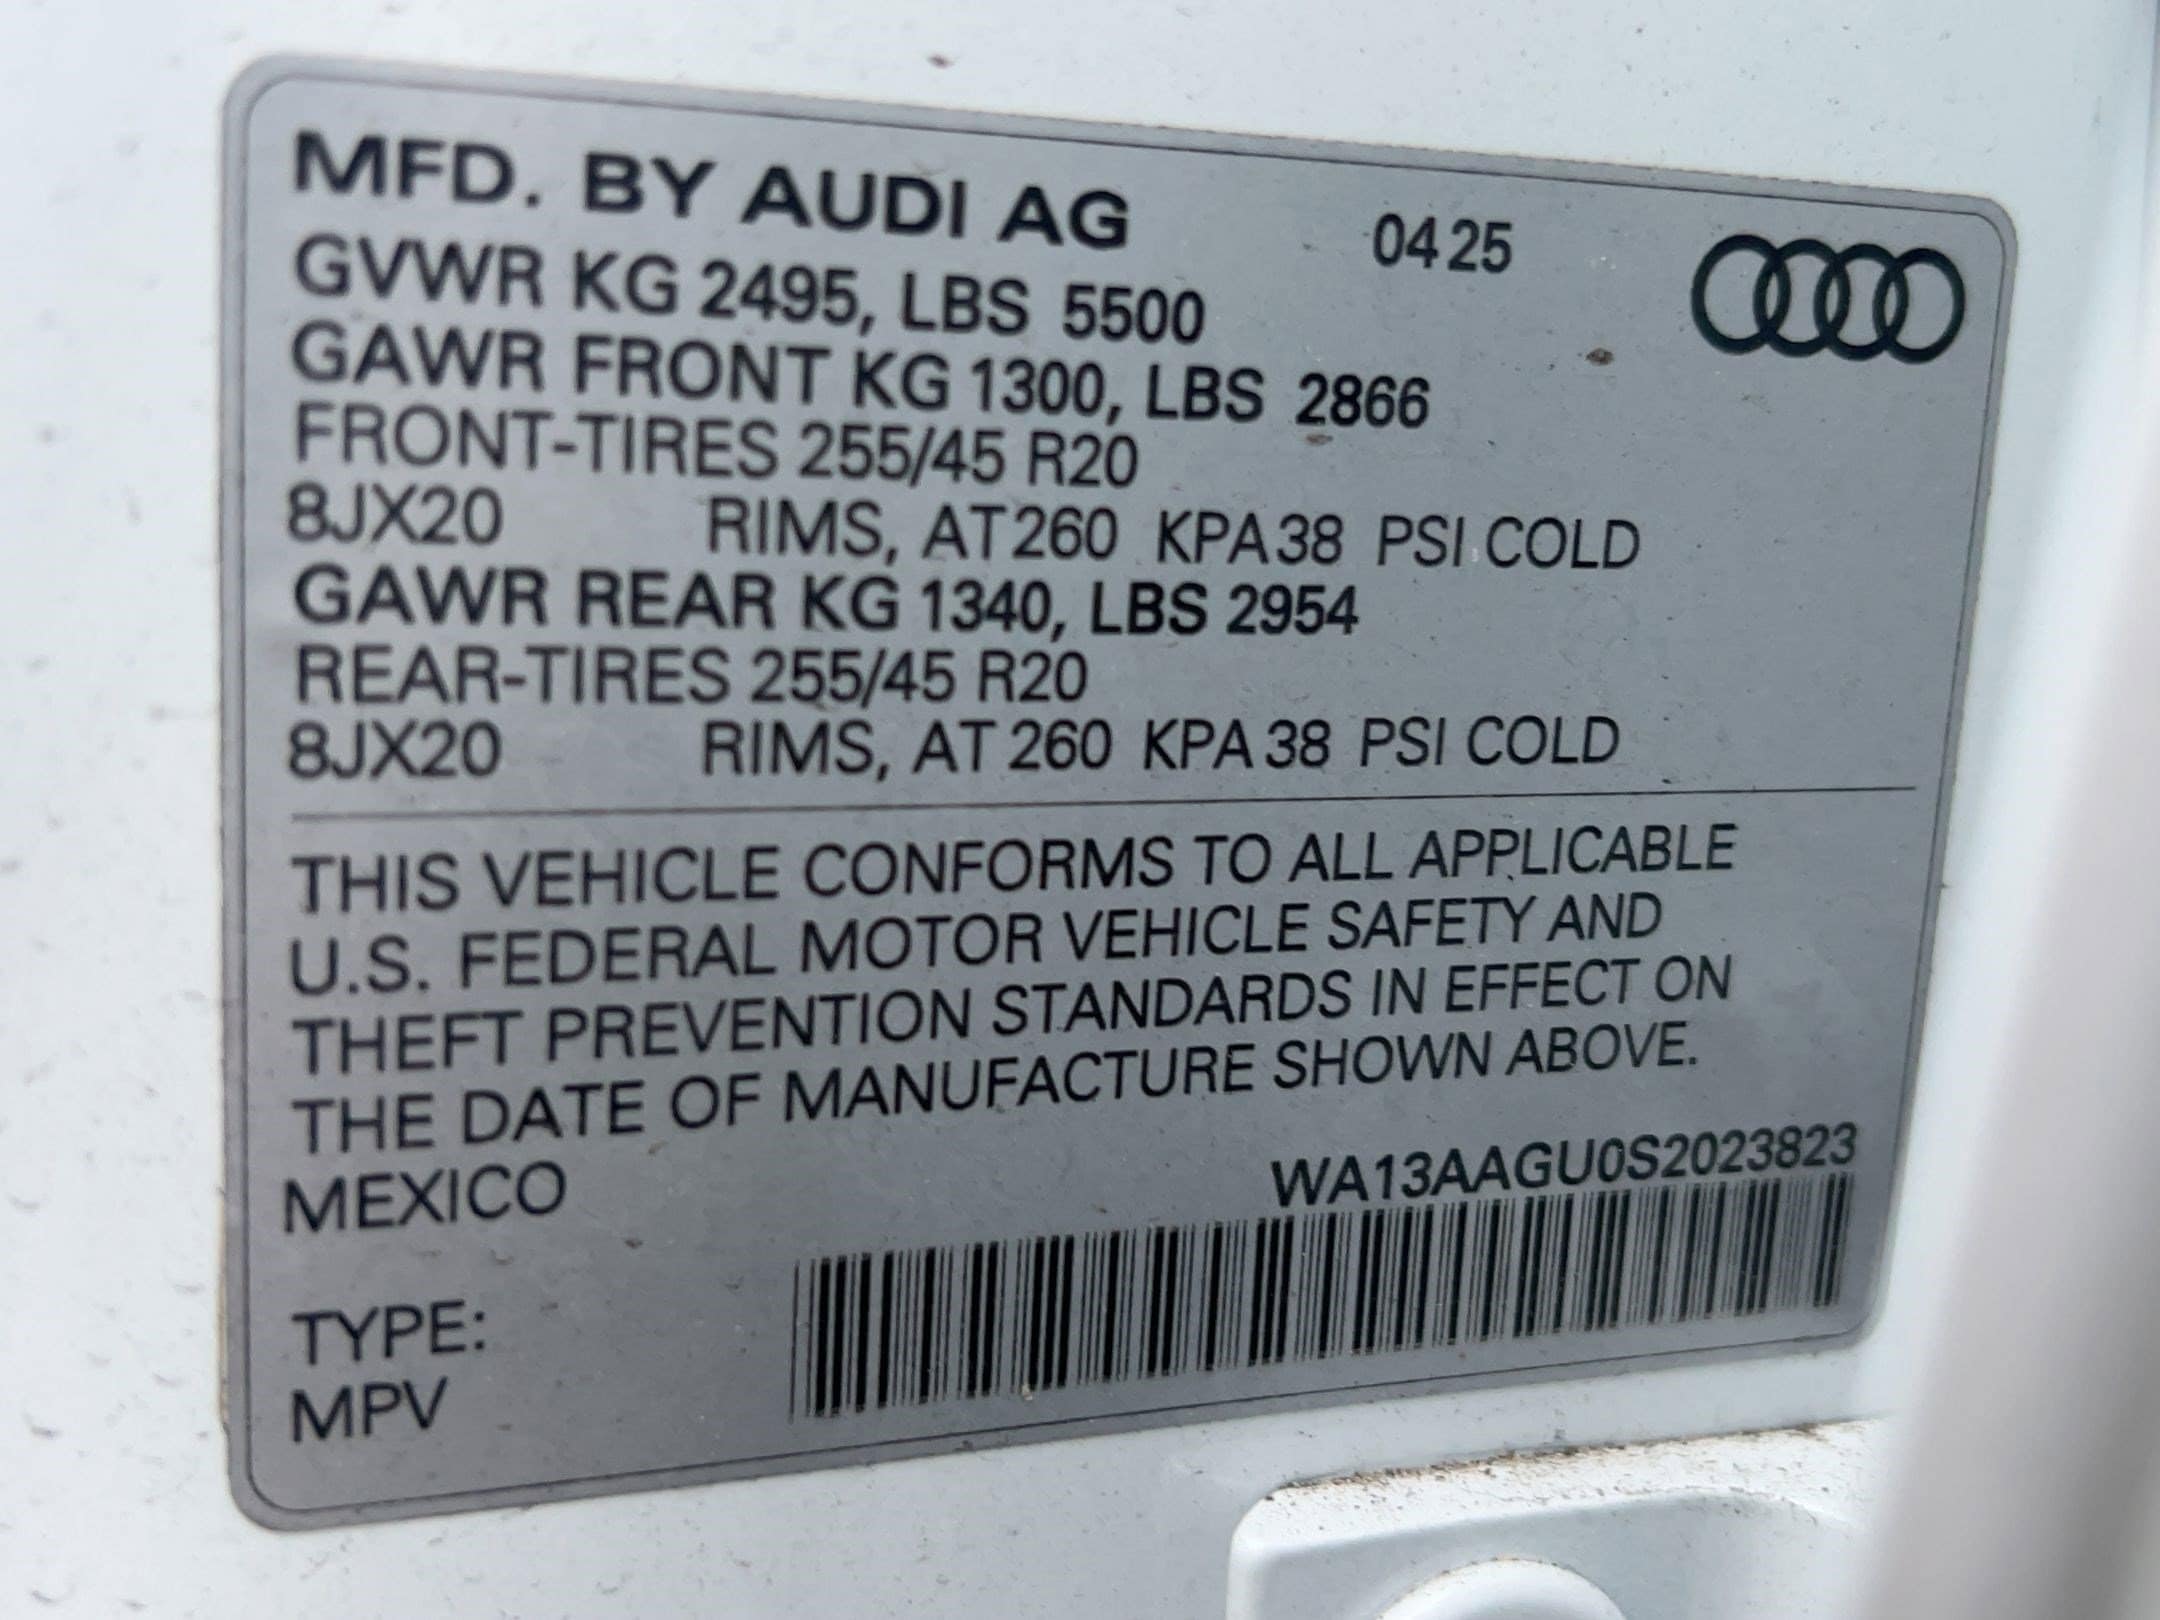 MFD. BY AUDI AG 0425
GVWR KG 2495, LBS 5500
GAWR FRONT KG 1300, LBS 2866
FRONT-TIRES 255/45 R20
8JX20 RIMS, AT 260 KPA 38 PSI COLD
GAWR REAR KG 1340, LBS 2954
REAR-TIRES 255/45 R20
8JX20 RIMS, AT 260 KPA 38 PSI COLD
THIS VEHICLE CONFORMS TO ALL APPLICABLE
U.S. FEDERAL MOTOR VEHICLE SAFETY AND
THEFT PREVENTION STANDARDS IN EFFECT ON
THE DATE OF MANUFACTURE SHOWN ABOVE.
MEXICO WA13AAGU0S2023823
TYPE:
MPV